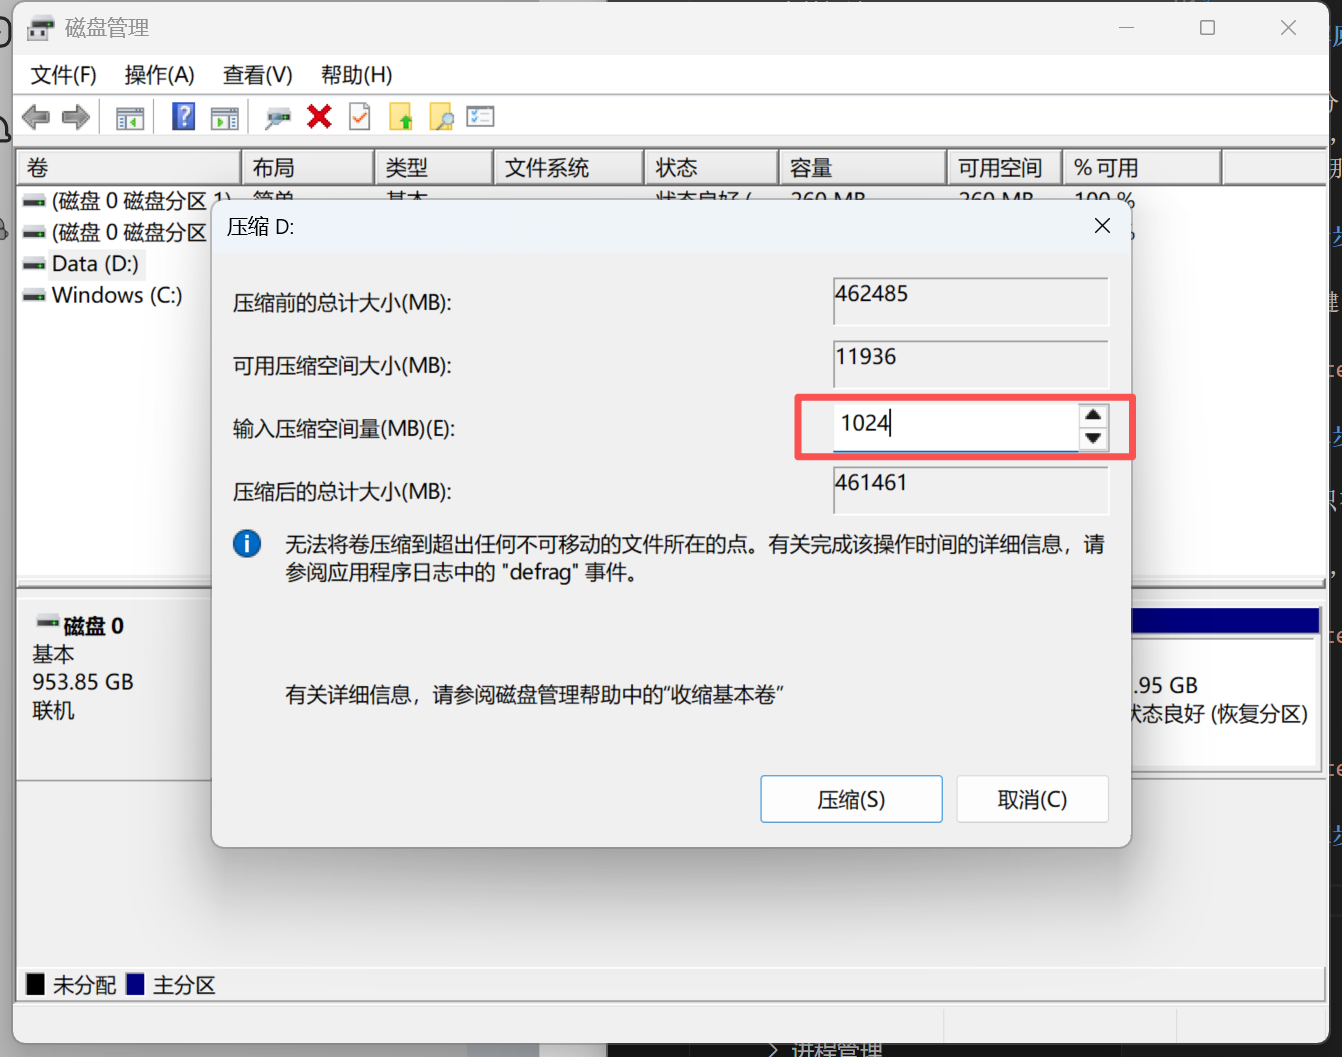 磁盘管理
文件(F) 操作(A) 查看(V) 帮助(H)
卷 布局 类型 文件系统 状态 容量 可用空间 % 可用
(磁盘 0 磁盘分区 1) 简单 基本 状态良好 ( 260 MB 260 MB 100 %
(磁盘 0 磁盘分区
Data (D:)
Windows (C:)
压缩 D:
压缩前的总计大小(MB): 462485
可用压缩空间大小(MB): 11936
输入压缩空间量(MB)(E): 1024
压缩后的总计大小(MB): 461461
无法将卷压缩到超出任何不可移动的文件所在的点。有关完成该操作时间的详细信息，请
参阅应用程序日志中的 "defrag" 事件。
有关详细信息，请参阅磁盘管理帮助中的“收缩基本卷”
压缩(S) 取消(C)
磁盘 0
基本
953.85 GB
联机
.95 GB
状态良好 (恢复分区)
未分配 主分区
进程管理